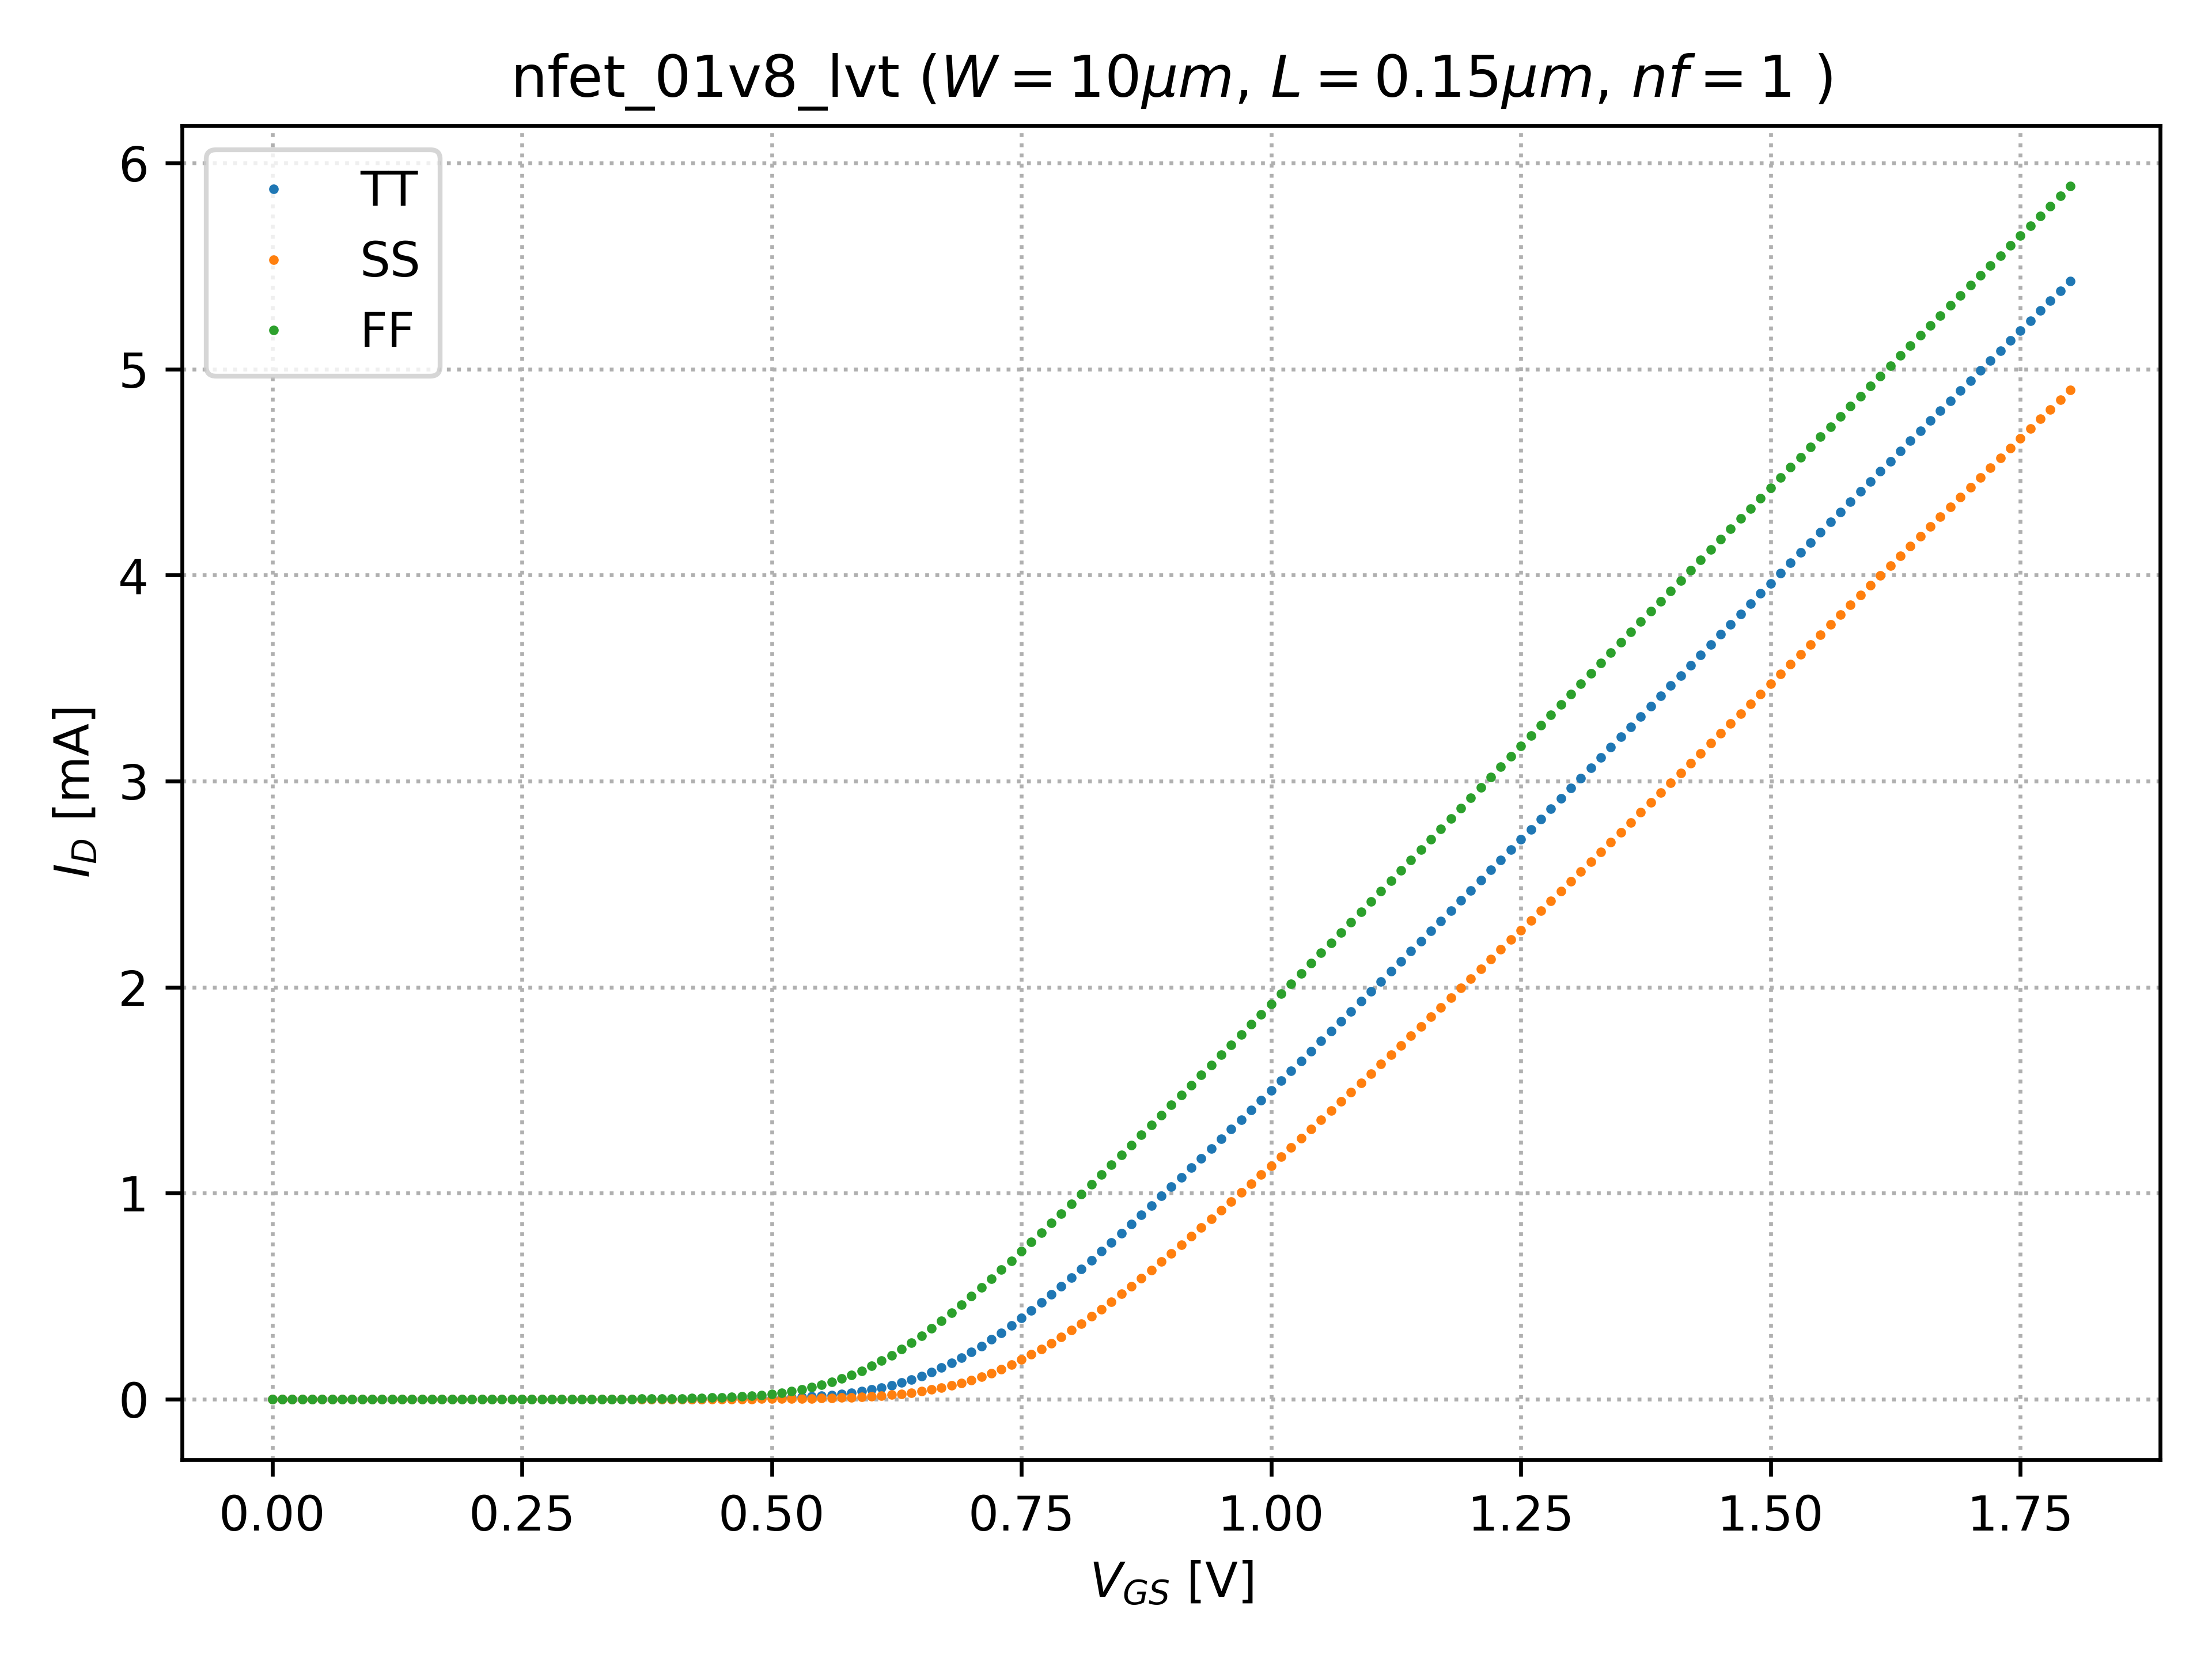 nfet_01v8_lvt (W = 10μm, L = 0.15μm, nf = 1 )
TT
SS
FF
6
5
4
3
2
1
0
I_D [mA]
0.00 0.25 0.50 0.75 1.00 1.25 1.50 1.75
V_GS [V]